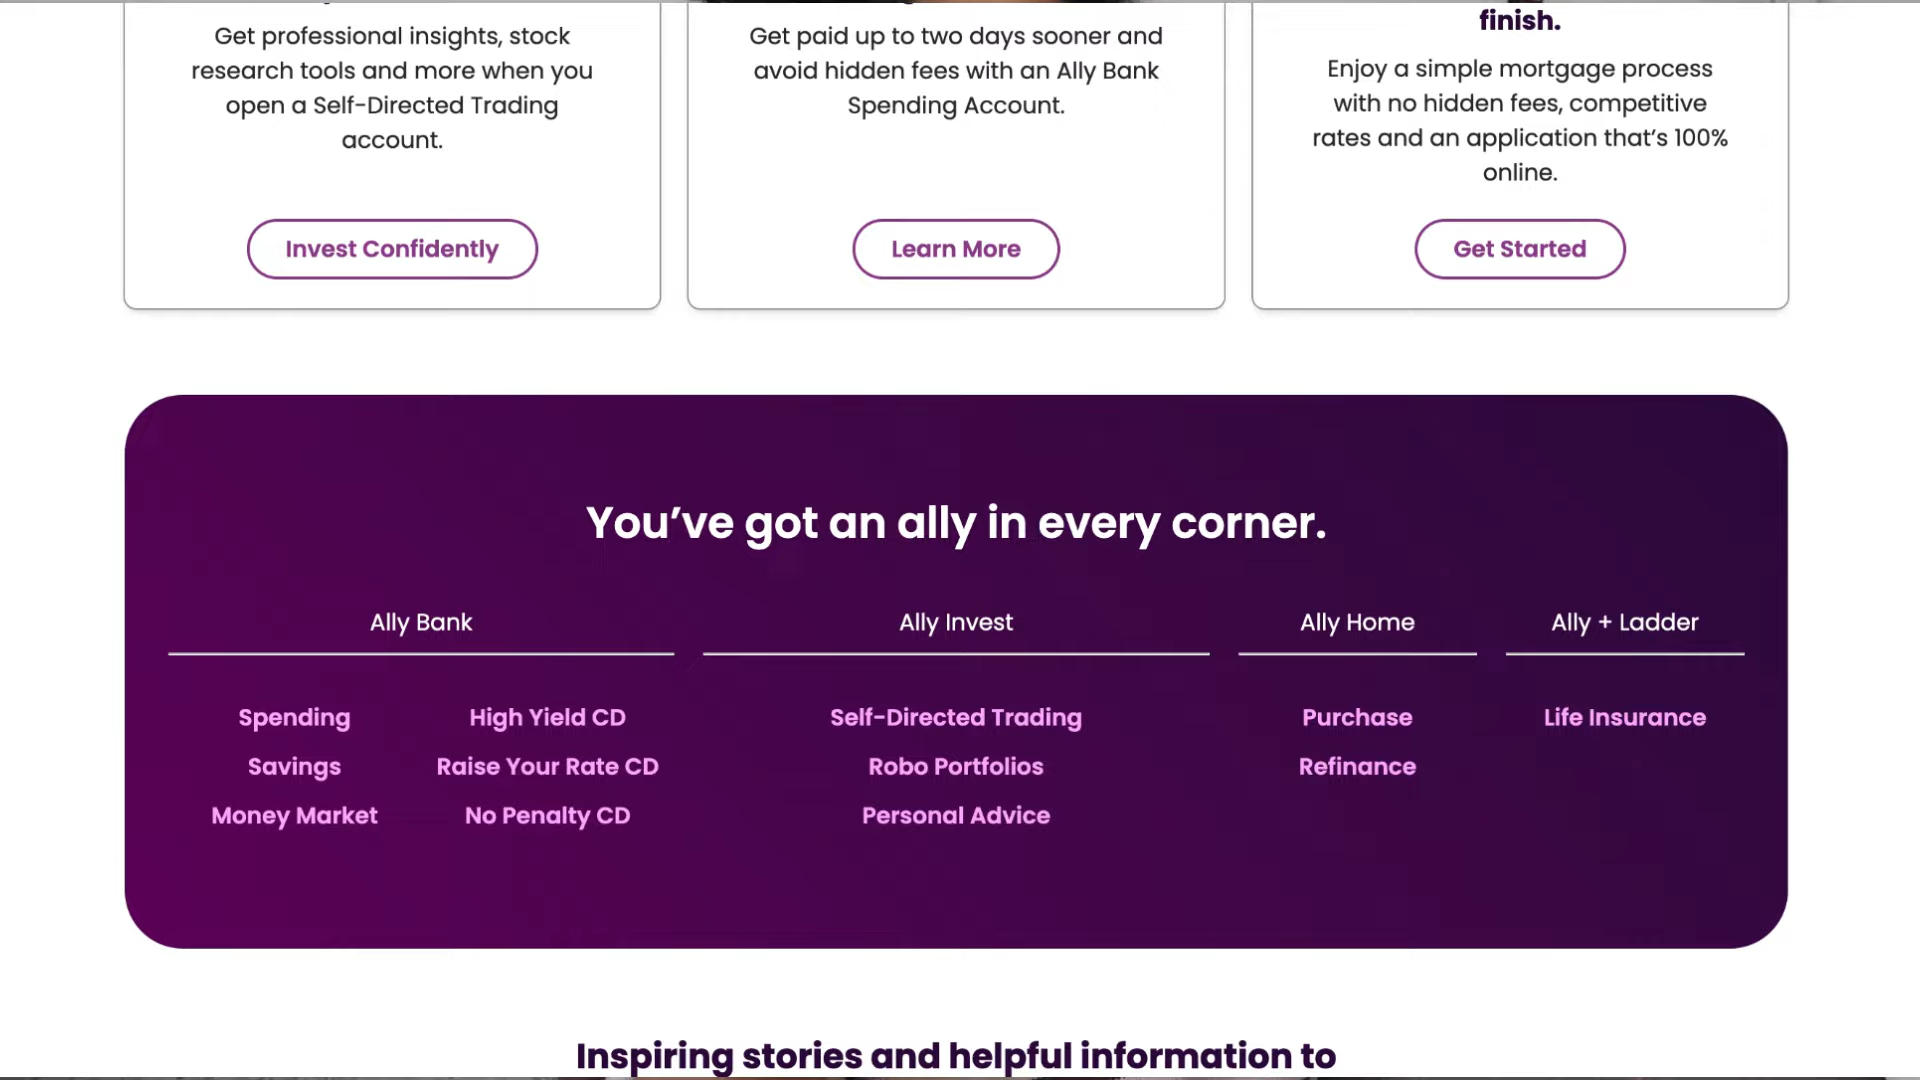 Get professional insights, stock
research tools and more when you
open a Self-Directed Trading
account.
Invest Confidently
Get paid up to two days sooner and
avoid hidden fees with an Ally Bank
Spending Account.
Learn More
finish.
Enjoy a simple mortgage process
with no hidden fees, competitive
rates and an application that’s 100%
online.
Get Started
You’ve got an ally in every corner.
Ally Bank
Spending
Savings
Money Market
High Yield CD
Raise Your Rate CD
No Penalty CD
Ally Invest
Self-Directed Trading
Robo Portfolios
Personal Advice
Ally Home
Purchase
Refinance
Ally + Ladder
Life Insurance
Inspiring stories and helpful information to